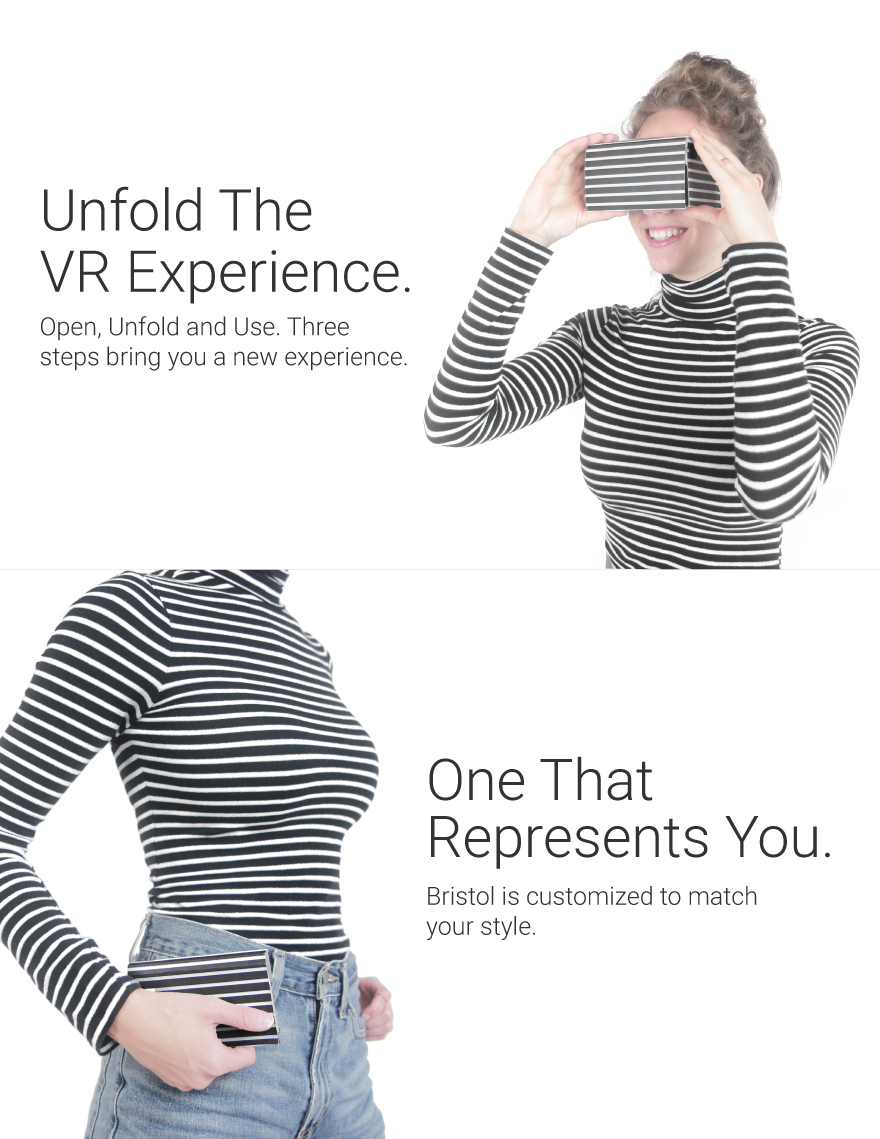 Unfold The
VR Experience.
Open, Unfold and Use. Three
steps bring you a new experience.
One That
Represents You.
Bristol is customized to match
your style.